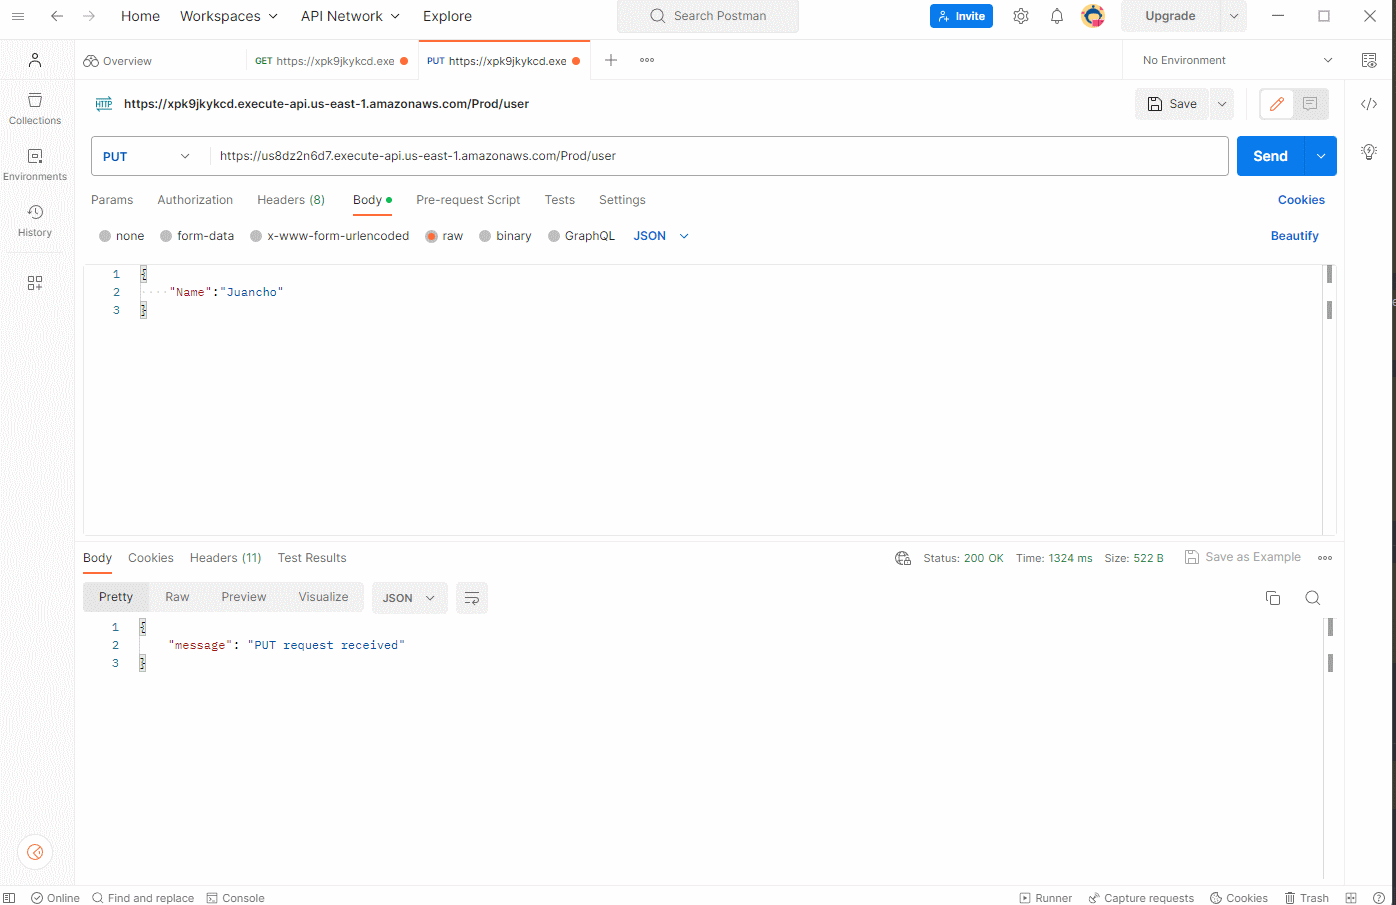 Home Workspaces API Network Explore Search Postman Invite Upgrade
Overview GET https://xpk9jkykcd.exe PUT https://xpk9jkykcd.exe No Environment
HTTP https://xpk9jkykcd.execute-api.us-east-1.amazonaws.com/Prod/user Save
Collections
Environments
History
PUT https://us8dz2n6d7.execute-api.us-east-1.amazonaws.com/Prod/user Send
Params Authorization Headers (8) Body Pre-request Script Tests Settings Cookies
none form-data x-www-form-urlencoded raw binary GraphQL JSON Beautify
1 {
2 "Name":"Juancho"
3 }
Body Cookies Headers (11) Test Results Status: 200 OK Time: 1324 ms Size: 522 B Save as Example
Pretty Raw Preview Visualize JSON
1 {
2 "message": "PUT request received"
3 }
Online Find and replace Console Runner Capture requests Cookies Trash